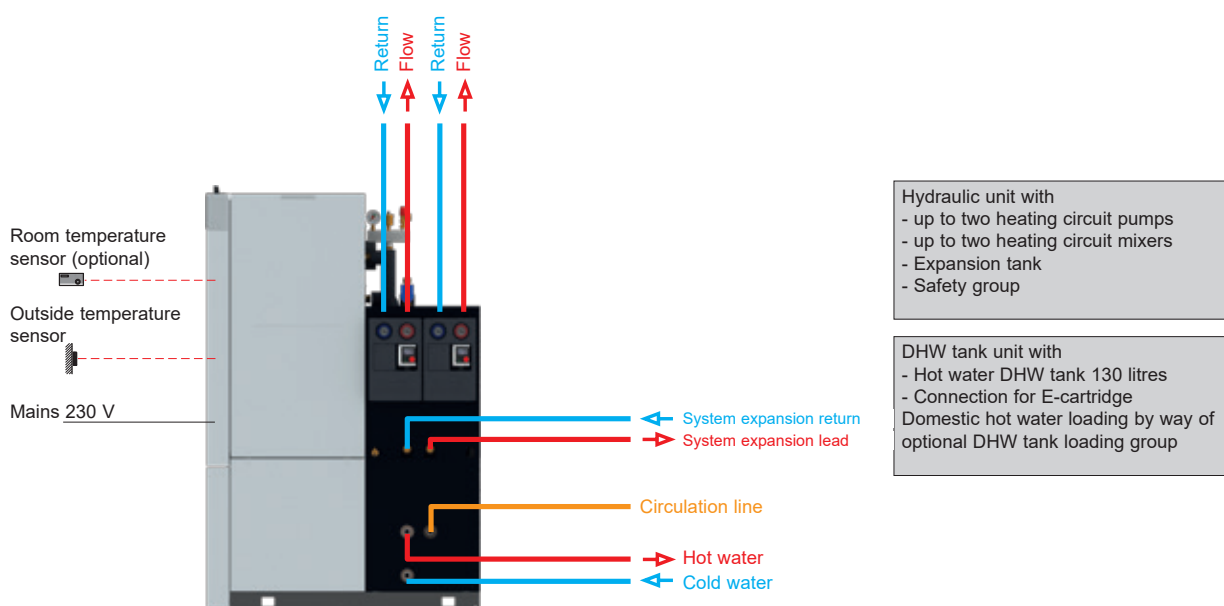 Return
Flow
Return
Flow
Room temperature
sensor (optional)
Outside temperature
sensor
Mains 230 V
System expansion return
System expansion lead
Circulation line
Hot water
Cold water
Hydraulic unit with
- up to two heating circuit pumps
- up to two heating circuit mixers
- Expansion tank
- Safety group
DHW tank unit with
- Hot water DHW tank 130 litres
- Connection for E-cartridge
Domestic hot water loading by way of
optional DHW tank loading group